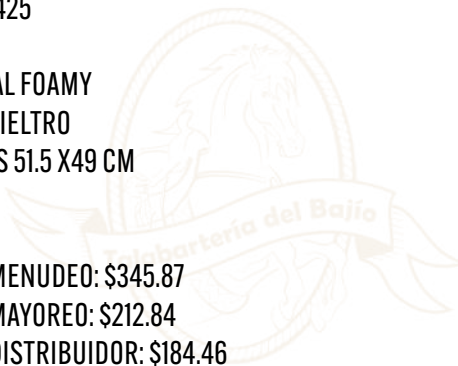 425
AL FOAMY
IELTRO
S 51.5 X49 CM
Talabartería del Bajío
MENUDEO: $345.87
MAYOREO: $212.84
DISTRIBUIDOR: $184.46